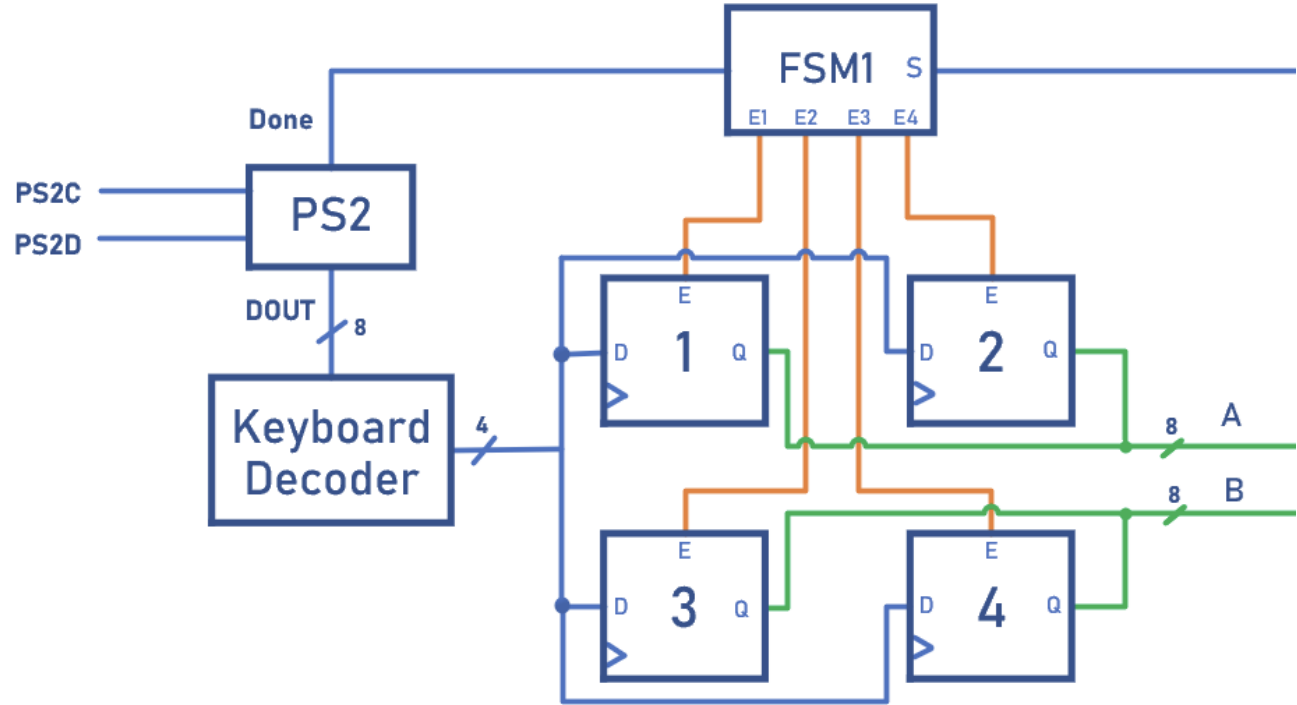 FSM1 S
E1 E2 E3 E4
Done
PS2C
PS2D
PS2
DOUT
8
Keyboard
Decoder
4
E
D 1 Q
E
D 2 Q
8 A
8 B
E
D 3 Q
E
D 4 Q